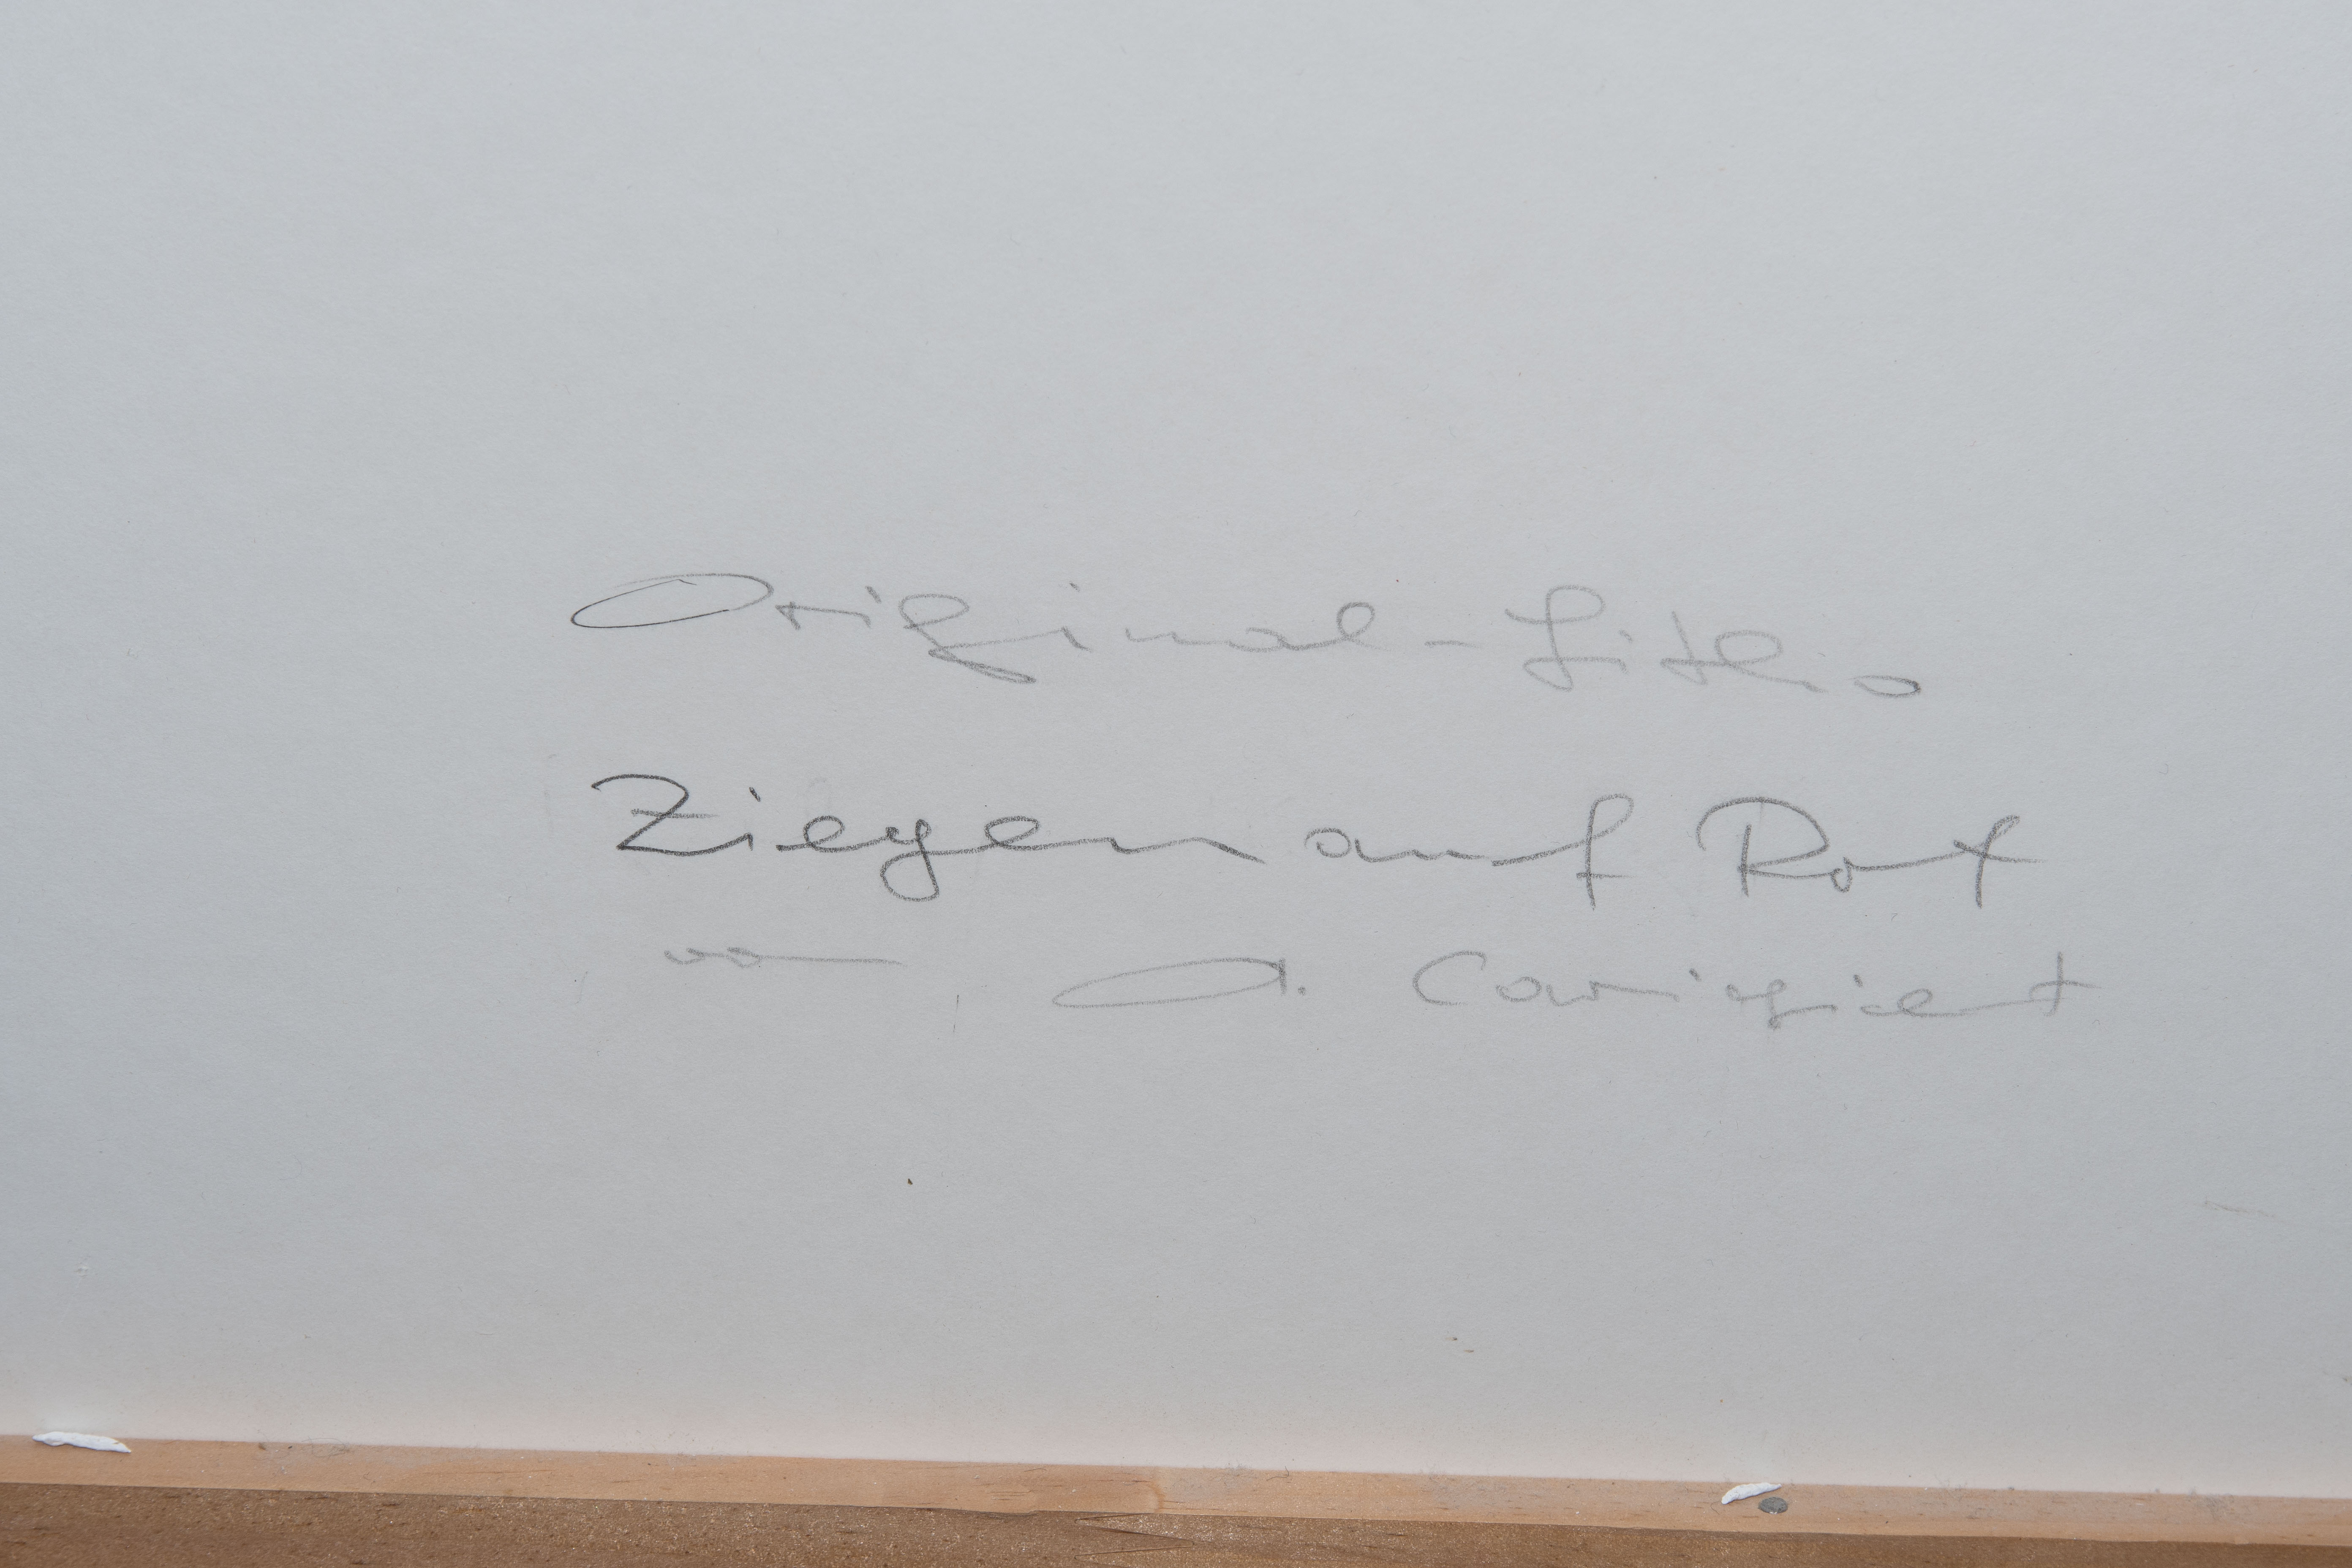 Original-Litho
Ziegen auf Rot
von A. Carigiet